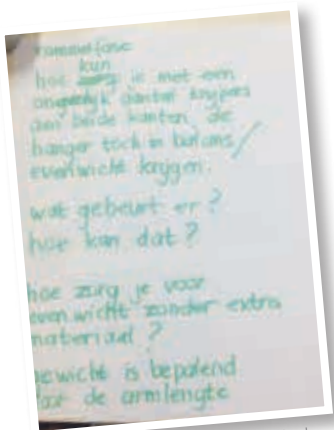 rommelfase
kun
hoe zorg je met een
ongelijk aantal knijpers
aan beide kanten de
hanger toch in balans/
evenwicht krijgen.
wat gebeurt er?
hoe kan dat?
hoe zorg je voor
evenwicht zonder extra
materiaal?
gewicht is bepalend
voor de armlengte